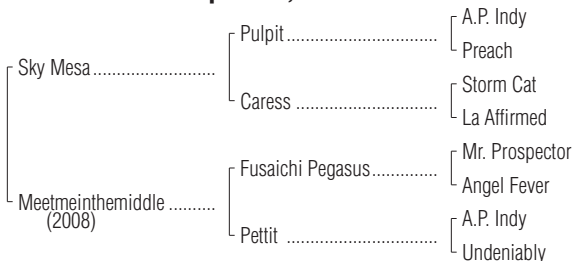 A.P. Indy
Pulpit
Preach
Sky Mesa
Storm Cat
Caress
La Affirmed
Mr. Prospector
Fusaichi Pegasus
Angel Fever
Meetmeinthemiddle
(2008)
A.P. Indy
Pettit
Undeniably